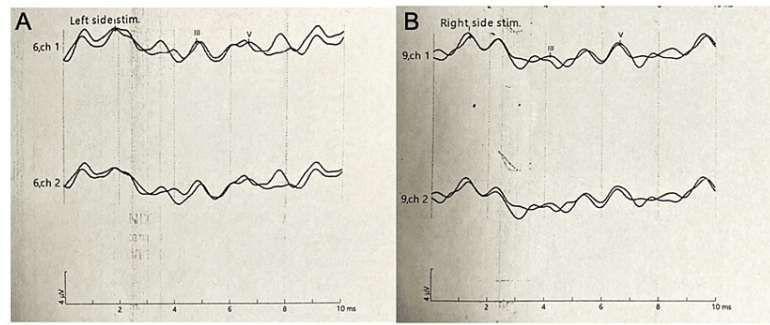 A
Left side stim.
6,ch 1
III
V
6,ch 2
4 µV
2
4
6
8
10 ms
B
Right side stim.
9,ch 1
III
V
9,ch 2
4 µV
2
4
6
8
10 ms